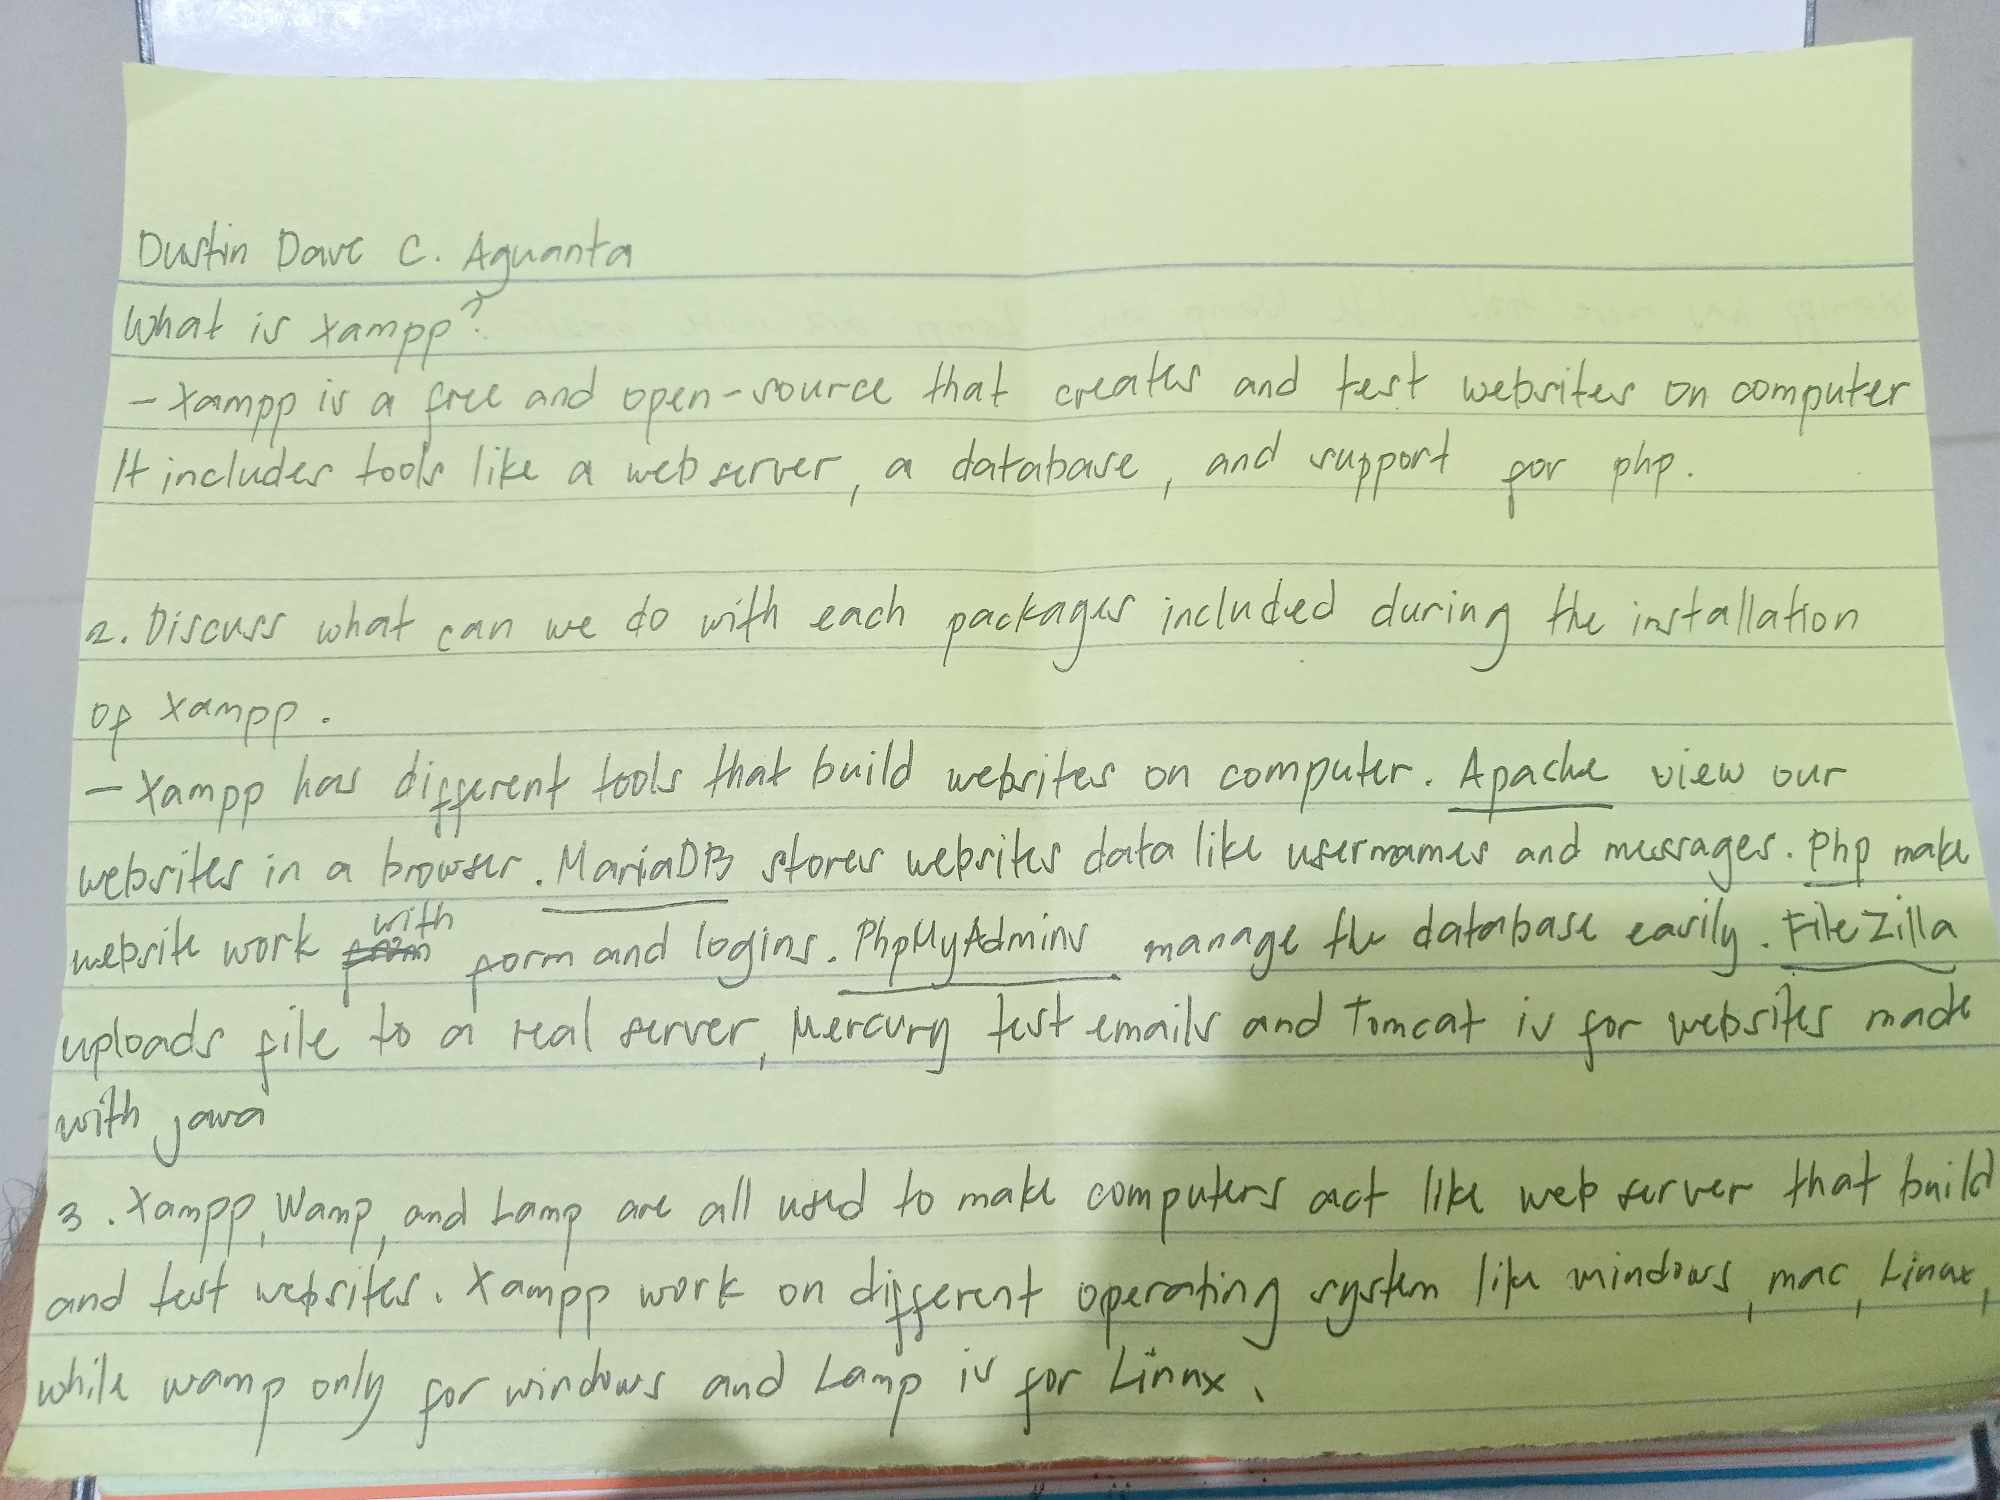 Dustin Dave C. Aguanta
What is Xampp?
- Xampp is a free and open-source that creates and test websites on computer
It includes tools like a web server, a database, and support for php.
2. Discuss what can we do with each packages included during the installation
of Xampp.
- Xampp has different tools that build websites on computer. Apache view our
websites in a browser. MariaDB stores websites data like usernames and messages. Php make
website work with form and logins. PhpMyAdmins manage the database easily. FileZilla
uploads file to a real server, Mercury test emails and Tomcat is for websites made
with java
3. Xampp, Wamp, and Lamp are all used to make computers act like web server that build
and test websites. Xampp work on different operating system like windows, mac, Linux,
while wamp only for windows and Lamp is for Linux.